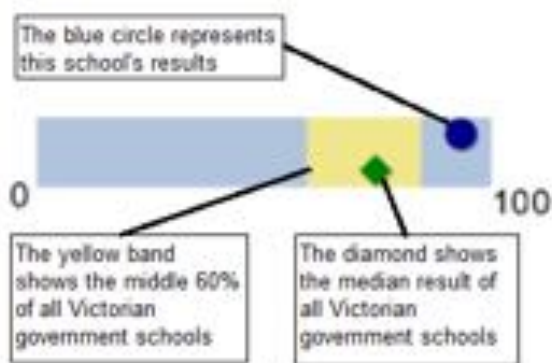 The blue circle represents
this school's results
0
100
The yellow band
shows the middle 60%
of all Victorian
government schools
The diamond shows
the median result of
all Victorian
government schools